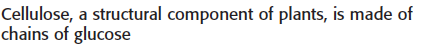 Cellulose, a structural component of plants, is made of
chains of glucose